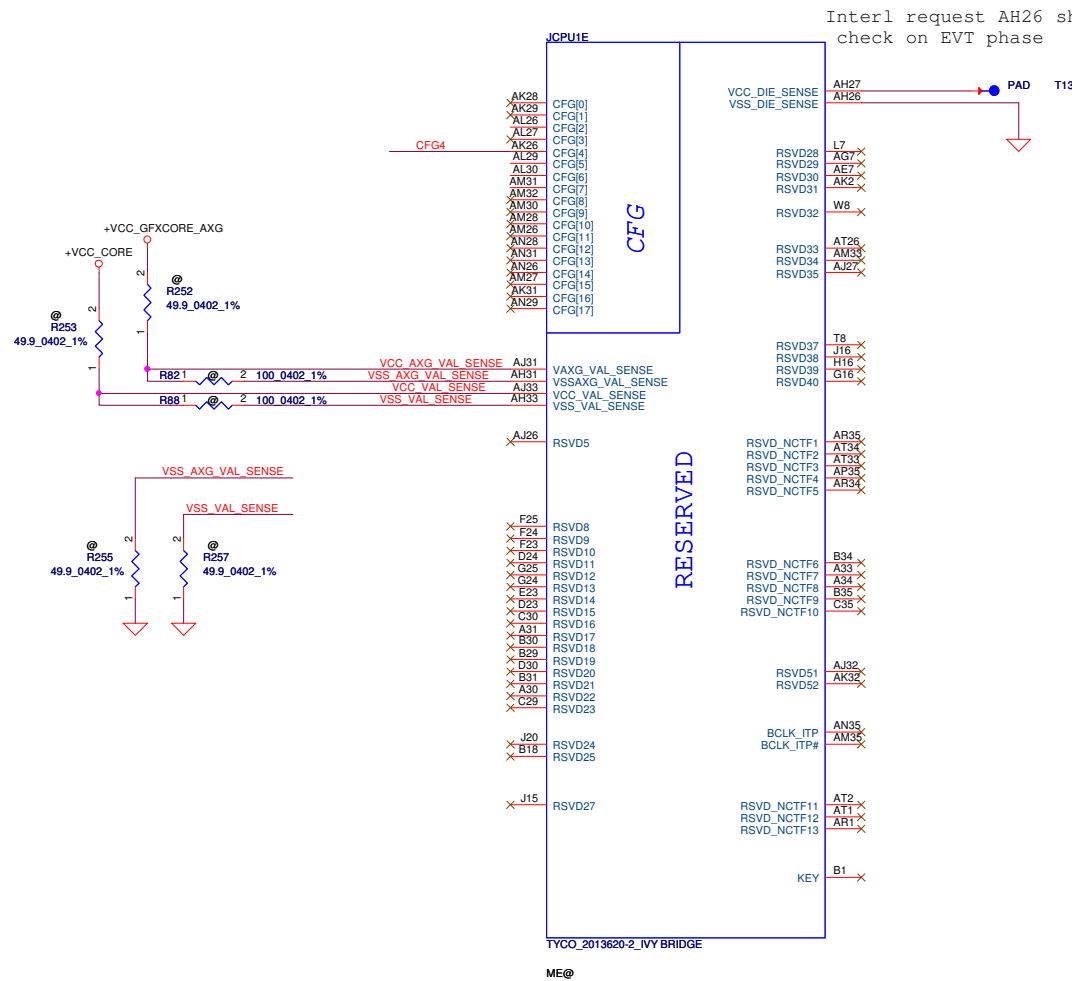 Interl request AH26 sh
check on EVT phase
JCPU1E
AH27
VCC_DIE_SENSE
PAD T13
AH26
VSS_DIE_SENSE
AK28 CFG[0]
AK29 CFG[1]
AL26 CFG[2]
AL27 CFG[3]
CFG4 AK26 CFG[4]
AL29 CFG[5]
AL30 CFG[6]
AM31 CFG[7]
AM32 CFG[8]
AM30 CFG[9]
AM28 CFG[10]
AM26 CFG[11]
AN28 CFG[12]
AN31 CFG[13]
AN26 CFG[14]
AM27 CFG[15]
AK31 CFG[16]
AN29 CFG[17]
CFG
RSVD28 L7
RSVD29 AG7
RSVD30 AE7
RSVD31 AK2
RSVD32 W8
RSVD33 AT26
RSVD34 AM33
RSVD35 AJ27
RSVD37 T8
RSVD38 J16
RSVD39 H16
RSVD40 G16
+VCC_GFXCORE_AXG
+VCC_CORE
2
@
R252
49.9_0402_1%
1
2
@
R253
49.9_0402_1%
1
VCC_AXG_VAL_SENSE AJ31 VAXG_VAL_SENSE
R82 1 @ 2 100_0402_1% VSS_AXG_VAL_SENSE AH31 VSSAXG_VAL_SENSE
VCC_VAL_SENSE AJ33 VCC_VAL_SENSE
R88 1 @ 2 100_0402_1% VSS_VAL_SENSE AH33 VSS_VAL_SENSE
AJ26 RSVD5
RESERVED
RSVD_NCTF1 AR35
RSVD_NCTF2 AT34
RSVD_NCTF3 AT33
RSVD_NCTF4 AP35
RSVD_NCTF5 AR34
VSS_AXG_VAL_SENSE
VSS_VAL_SENSE
2
@
R255
49.9_0402_1%
1
2
@
R257
49.9_0402_1%
1
F25 RSVD8
F24 RSVD9
F23 RSVD10
D24 RSVD11
G25 RSVD12
G24 RSVD13
E23 RSVD14
D23 RSVD15
C30 RSVD16
A31 RSVD17
B30 RSVD18
B29 RSVD19
D30 RSVD20
B31 RSVD21
A30 RSVD22
C29 RSVD23
J20 RSVD24
B18 RSVD25
J15 RSVD27
RSVD_NCTF6 B34
RSVD_NCTF7 A33
RSVD_NCTF8 A34
RSVD_NCTF9 B35
RSVD_NCTF10 C35
RSVD51 AJ32
RSVD52 AK32
BCLK_ITP AN35
BCLK_ITP# AM35
RSVD_NCTF11 AT2
RSVD_NCTF12 AT1
RSVD_NCTF13 AR1
KEY B1
TYCO_2013620-2_IVY BRIDGE
ME@